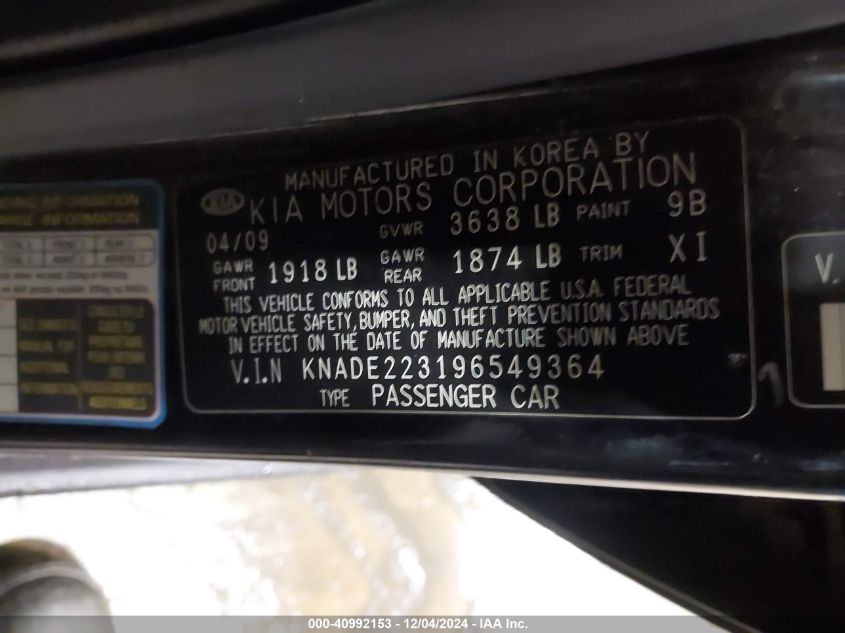 MANUFACTURED IN KOREA BY
KIA KIA MOTORS CORPORATION
04/09 GVWR 3638 LB PAINT 9B
GAWR FRONT 1918 LB GAWR REAR 1874 LB TRIM XI
THIS VEHICLE CONFORMS TO ALL APPLICABLE U.S.A. FEDERAL
MOTOR VEHICLE SAFETY, BUMPER, AND THEFT PREVENTION STANDARDS
IN EFFECT ON THE DATE OF MANUFACTURE SHOWN ABOVE
V.I.N KNADE223196549364
TYPE PASSENGER CAR
INFORMATION
INFORMATION
V.
000-40992153 - 12/04/2024 - IAA Inc.